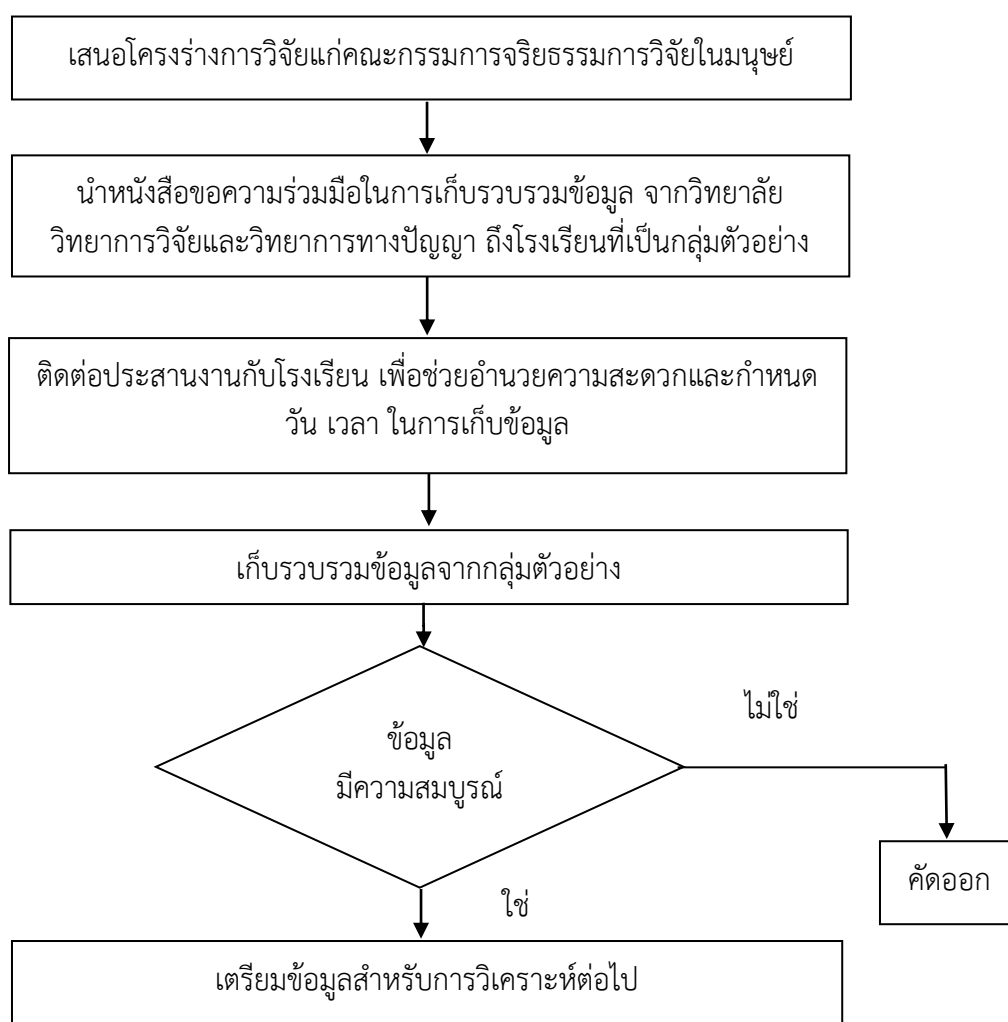 เสนอโครงร่างการวิจัยแก่คณะกรรมการจริยธรรมการวิจัยในมนุษย์
นำหนังสือขอความร่วมมือในการเก็บรวบรวมข้อมูล จากวิทยาลัย
วิทยาการวิจัยและวิทยาการทางปัญญา ถึงโรงเรียนที่เป็นกลุ่มตัวอย่าง
ติดต่อประสานงานกับโรงเรียน เพื่อช่วยอำนวยความสะดวกและกำหนด
วัน เวลา ในการเก็บข้อมูล
เก็บรวบรวมข้อมูลจากกลุ่มตัวอย่าง
ไม่ใช่
ข้อมูล
มีความสมบูรณ์
คัดออก
ใช่
เตรียมข้อมูลสำหรับการวิเคราะห์ต่อไป